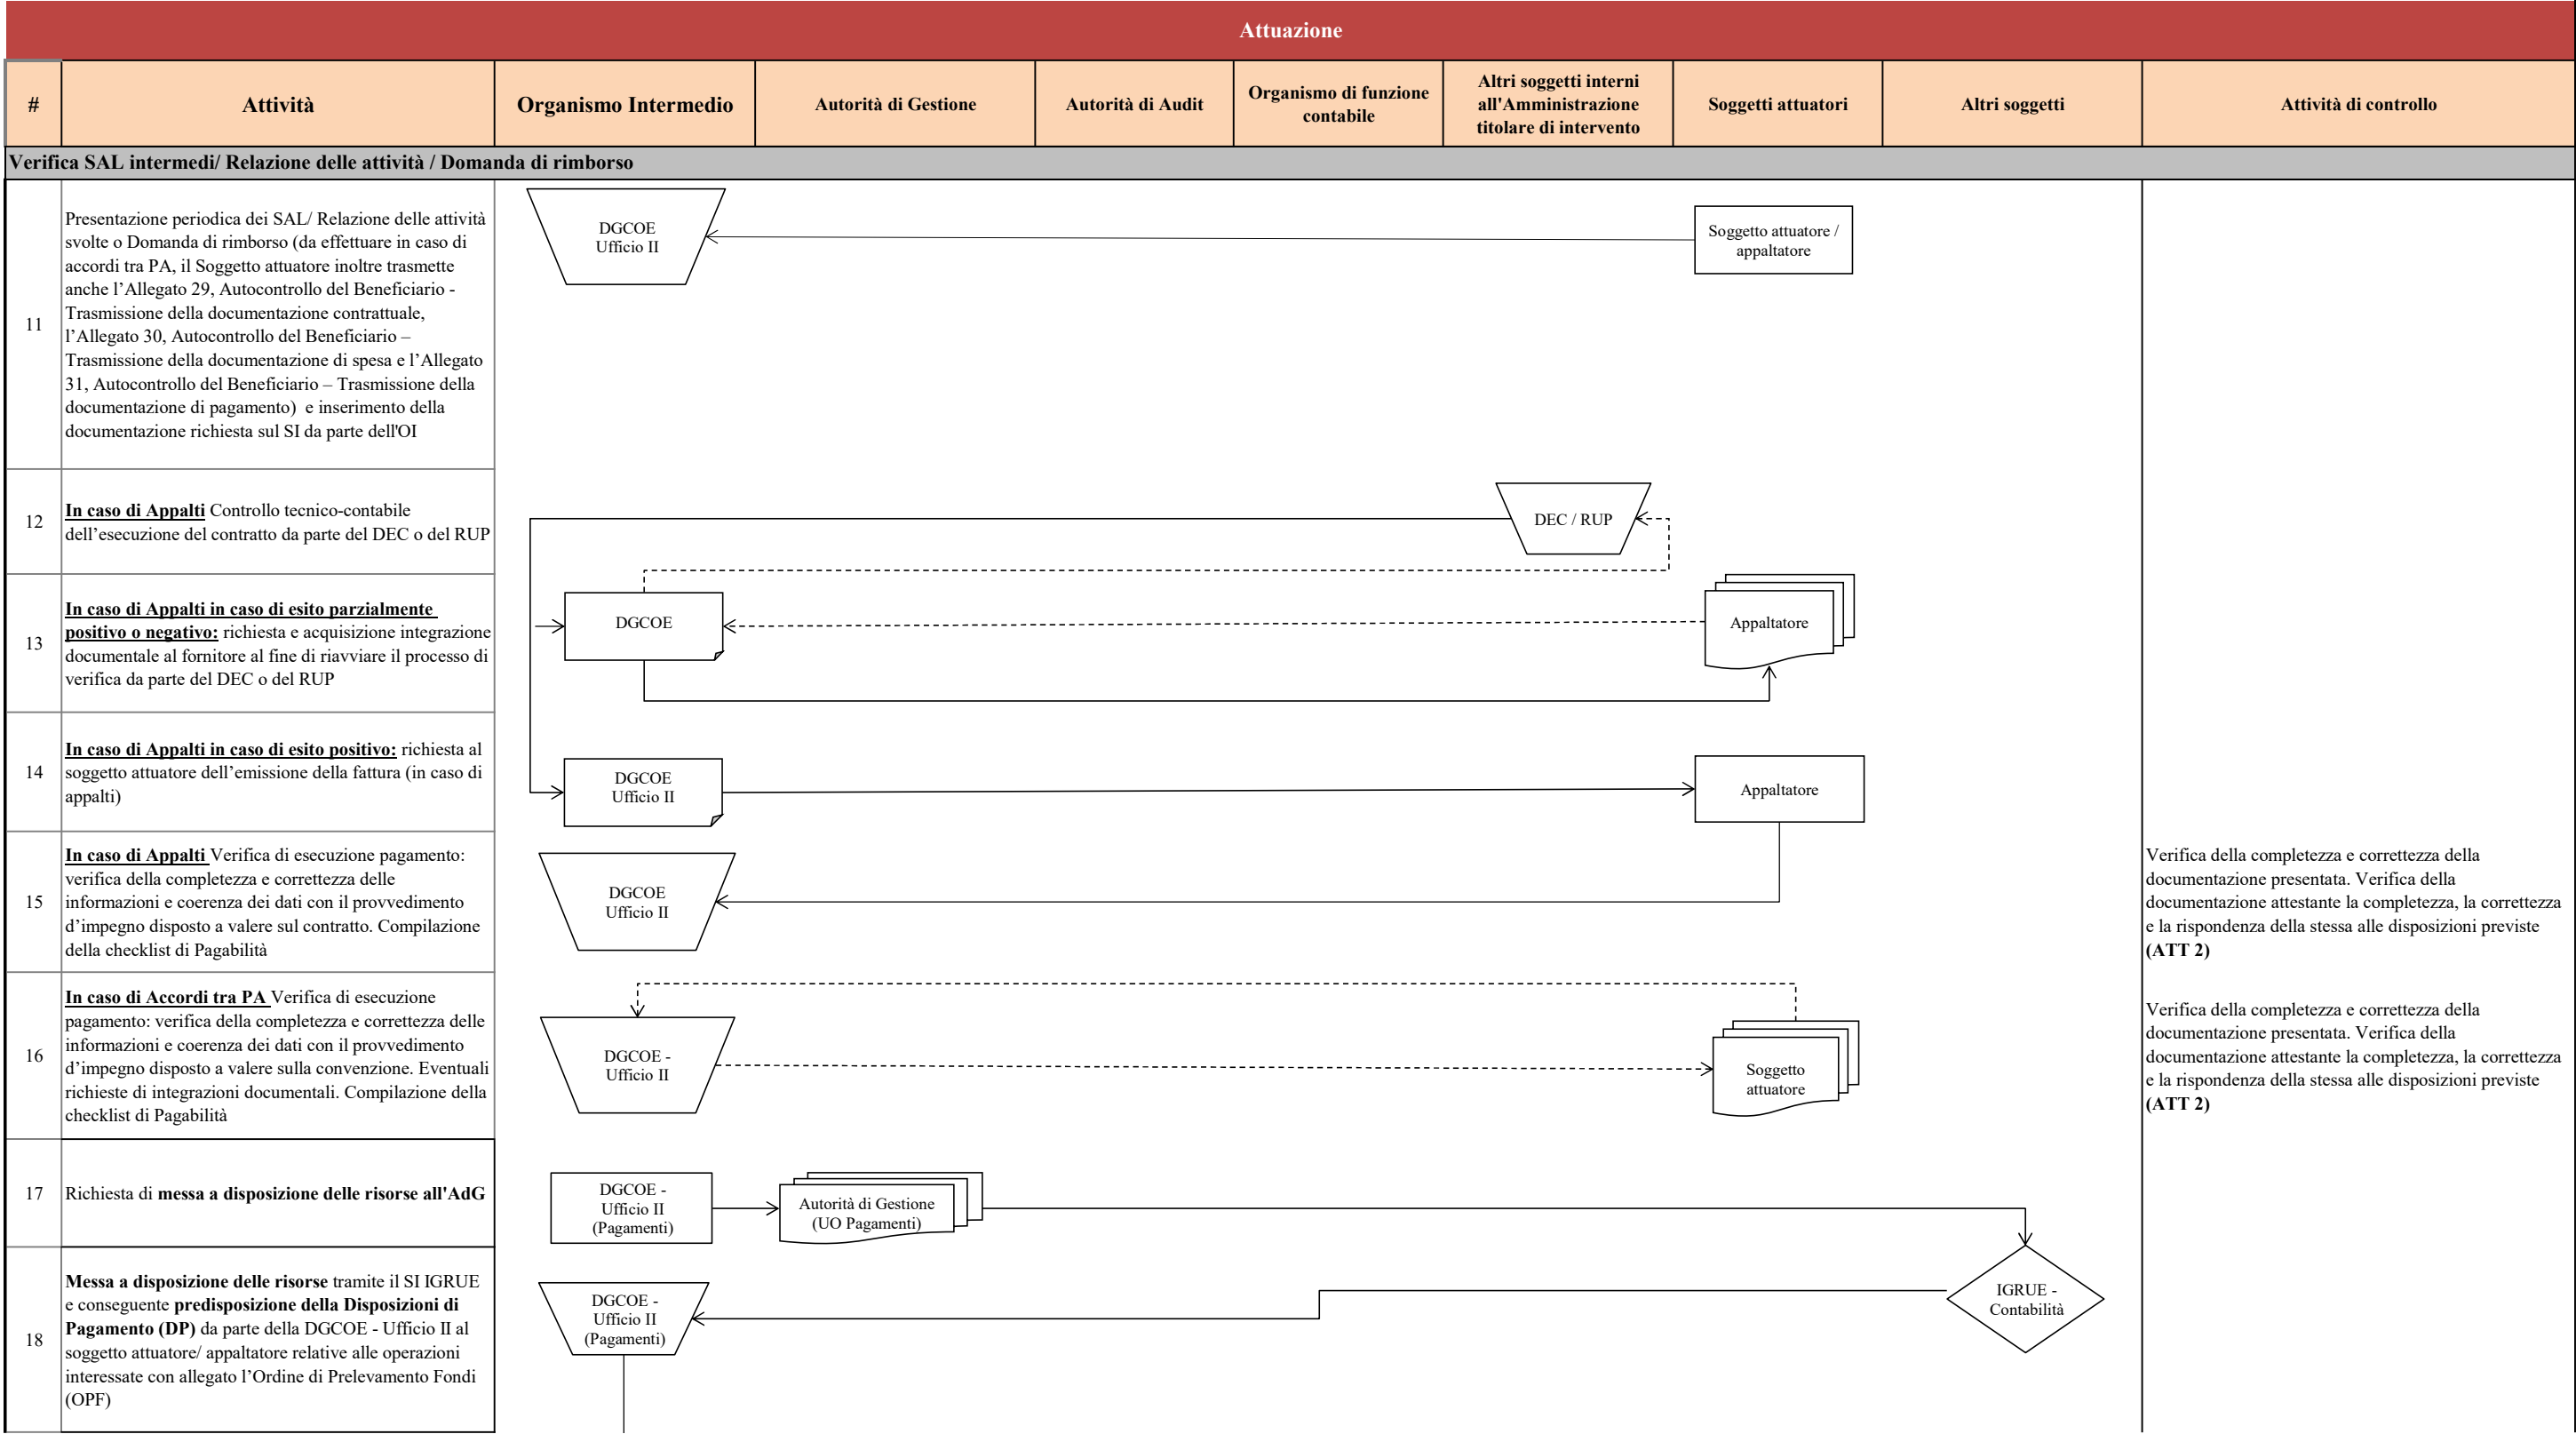 Attuazione
#
Attività
Organismo Intermedio
Autorità di Gestione
Autorità di Audit
Organismo di funzione
contabile
Altri soggetti interni
all'Amministrazione
titolare di intervento
Soggetti attuatori
Altri soggetti
Attività di controllo
Verifica SAL intermedi/ Relazione delle attività / Domanda di rimborso
11
Presentazione periodica dei SAL/ Relazione delle attività
svolte o Domanda di rimborso (da effettuare in caso di
accordi tra PA, il Soggetto attuatore inoltre trasmette
anche l’Allegato 29, Autocontrollo del Beneficiario -
Trasmissione della documentazione contrattuale,
l’Allegato 30, Autocontrollo del Beneficiario –
Trasmissione della documentazione di spesa e l’Allegato
31, Autocontrollo del Beneficiario – Trasmissione della
documentazione di pagamento)  e inserimento della
documentazione richiesta sul SI da parte dell'OI
DGCOE
Ufficio II
Soggetto attuatore /
appaltatore
12
In caso di Appalti Controllo tecnico-contabile
dell’esecuzione del contratto da parte del DEC o del RUP
DEC / RUP
13
In caso di Appalti in caso di esito parzialmente
positivo o negativo: richiesta e acquisizione integrazione
documentale al fornitore al fine di riavviare il processo di
verifica da parte del DEC o del RUP
DGCOE
Appaltatore
14
In caso di Appalti in caso di esito positivo: richiesta al
soggetto attuatore dell’emissione della fattura (in caso di
appalti)
DGCOE
Ufficio II
Appaltatore
15
In caso di Appalti Verifica di esecuzione pagamento:
verifica della completezza e correttezza delle
informazioni e coerenza dei dati con il provvedimento
d’impegno disposto a valere sul contratto. Compilazione
della checklist di Pagabilità
DGCOE
Ufficio II
Verifica della completezza e correttezza della
documentazione presentata. Verifica della
documentazione attestante la completezza, la correttezza
e la rispondenza della stessa alle disposizioni previste
(ATT 2)
16
In caso di Accordi tra PA Verifica di esecuzione
pagamento: verifica della completezza e correttezza delle
informazioni e coerenza dei dati con il provvedimento
d’impegno disposto a valere sulla convenzione. Eventuali
richieste di integrazioni documentali. Compilazione della
checklist di Pagabilità
DGCOE -
Ufficio II
Soggetto
attuatore
Verifica della completezza e correttezza della
documentazione presentata. Verifica della
documentazione attestante la completezza, la correttezza
e la rispondenza della stessa alle disposizioni previste
(ATT 2)
17
Richiesta di messa a disposizione delle risorse all'AdG
DGCOE -
Ufficio II
(Pagamenti)
Autorità di Gestione
(UO Pagamenti)
18
Messa a disposizione delle risorse tramite il SI IGRUE
e conseguente predisposizione della Disposizioni di
Pagamento (DP) da parte della DGCOE - Ufficio II al
soggetto attuatore/ appaltatore relative alle operazioni
interessate con allegato l’Ordine di Prelevamento Fondi
(OPF)
DGCOE -
Ufficio II
(Pagamenti)
IGRUE -
Contabilità